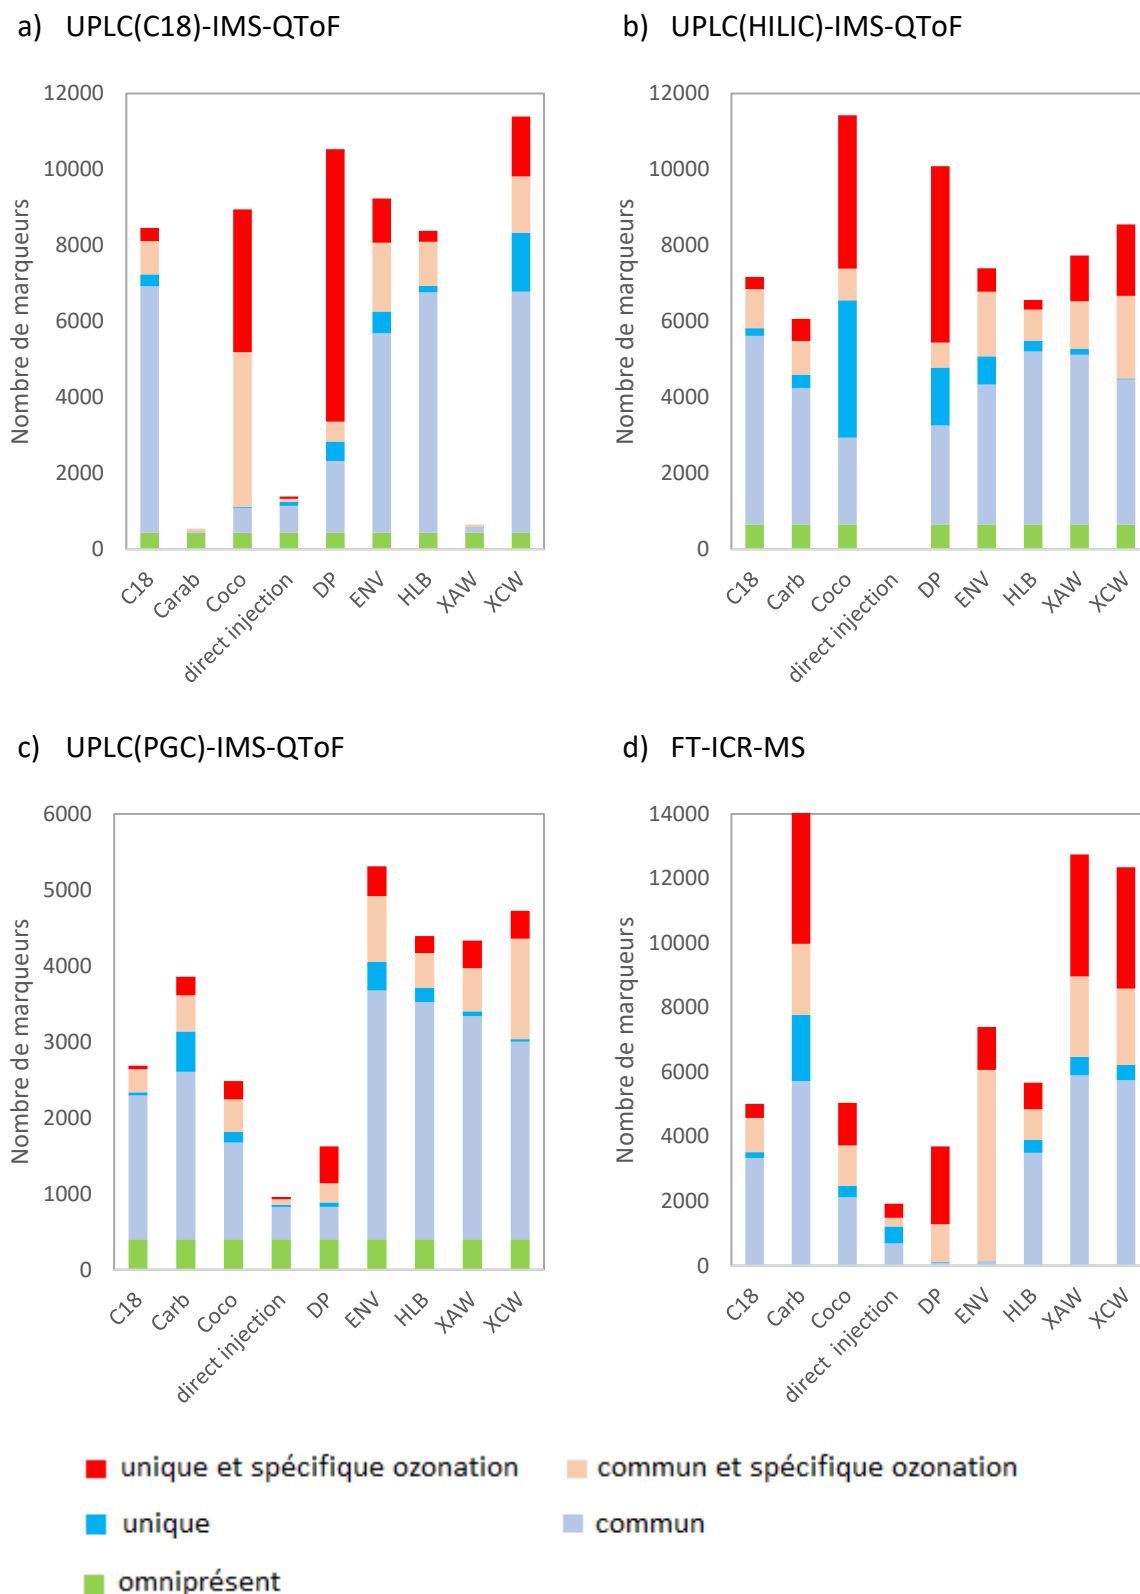 a) UPLC(C18)-IMS-QToF
Nombre de marqueurs
12000
10000
8000
6000
4000
2000
0
C18 Carab Coco direct injection DP ENV HLB XAW XCW
b) UPLC(HILIC)-IMS-QToF
Nombre de marqueurs
12000
10000
8000
6000
4000
2000
0
C18 Carb Coco direct injection DP ENV HLB XAW XCW
c) UPLC(PGC)-IMS-QToF
Nombre de marqueurs
6000
5000
4000
3000
2000
1000
0
C18 Carb Coco direct injection DP ENV HLB XAW XCW
d) FT-ICR-MS
Nombre de marqueurs
14000
12000
10000
8000
6000
4000
2000
0
C18 Carb Coco direct injection DP ENV HLB XAW XCW
unique et spécifique ozonation commun et spécifique ozonation
unique commun
omniprésent